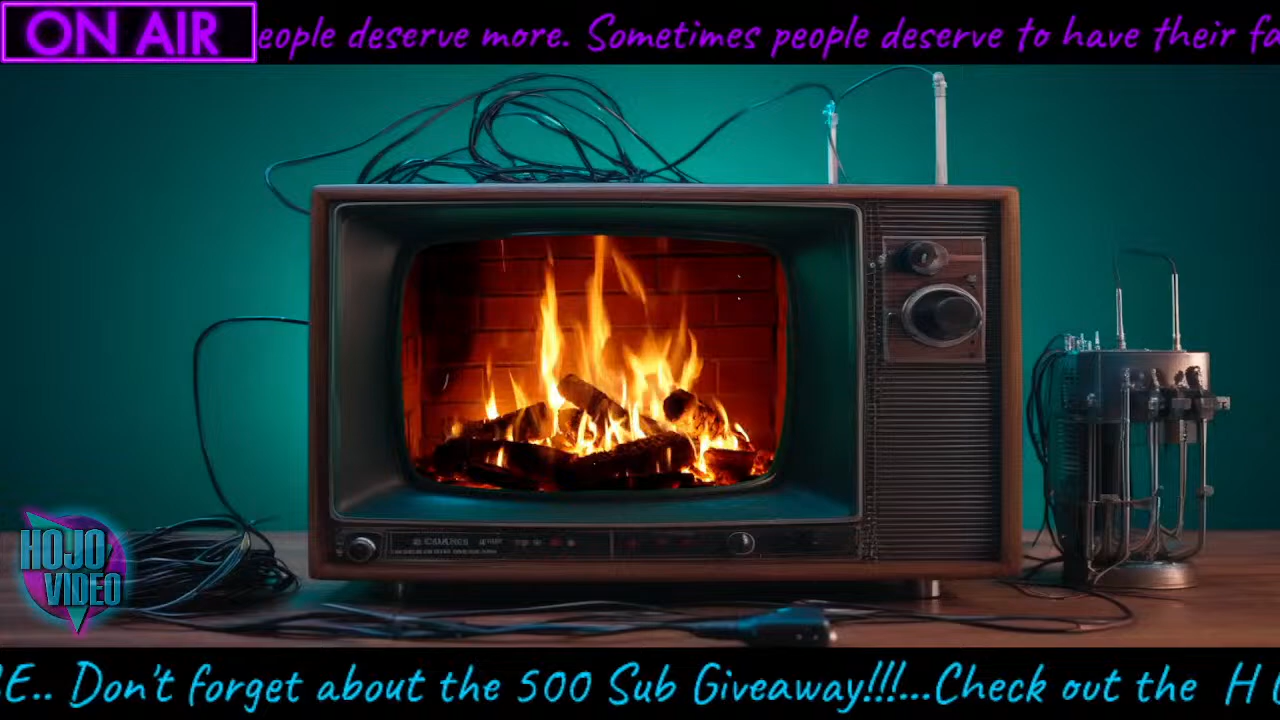 ON AIR
eople deserve more. Sometimes people deserve to have their fa
HOJO
VIDEO
E.. Don't forget about the 500 Sub Giveaway!!!...Check out the H